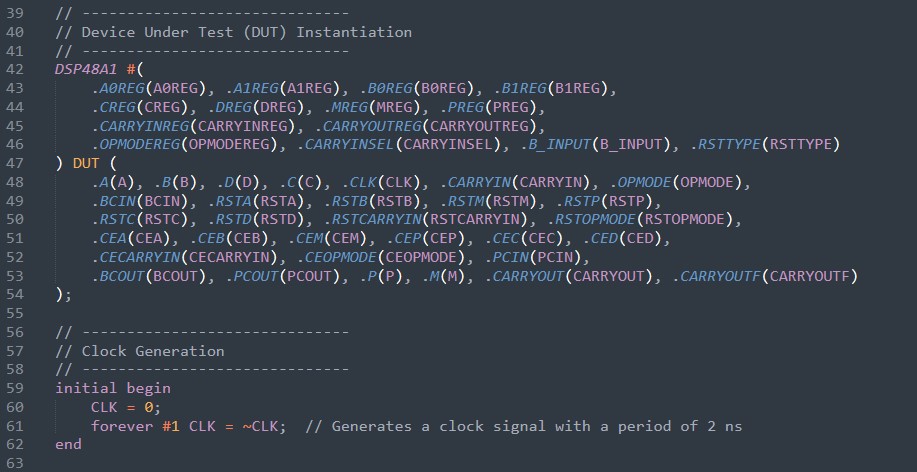 39 // ------------------------------
40 // Device Under Test (DUT) Instantiation
41 // ------------------------------
42 DSP48A1 #(
43 .A0REG(A0REG), .A1REG(A1REG), .B0REG(B0REG), .B1REG(B1REG),
44 .CREG(CREG), .DREG(DREG), .MREG(MREG), .PREG(PREG),
45 .CARRYINREG(CARRYINREG), .CARRYOUTREG(CARRYOUTREG),
46 .OPMODEREG(OPMODEREG), .CARRYINSEL(CARRYINSEL), .B_INPUT(B_INPUT), .RSTTYPE(RSTTYPE)
47 ) DUT (
48 .A(A), .B(B), .D(D), .C(C), .CLK(CLK), .CARRYIN(CARRYIN), .OPMODE(OPMODE),
49 .BCIN(BCIN), .RSTA(RSTA), .RSTB(RSTB), .RSTM(RSTM), .RSTP(RSTP),
50 .RSTC(RSTC), .RSTD(RSTD), .RSTCARRYIN(RSTCARRYIN), .RSTOPMODE(RSTOPMODE),
51 .CEA(CEA), .CEB(CEB), .CEM(CEM), .CEP(CEP), .CEC(CEC), .CED(CED),
52 .CECARRYIN(CECARRYIN), .CEOPMODE(CEOPMODE), .PCIN(PCIN),
53 .BCOUT(BCOUT), .PCOUT(PCOUT), .P(P), .M(M), .CARRYOUT(CARRYOUT), .CARRYOUTF(CARRYOUTF)
54 );
55
56 // ------------------------------
57 // Clock Generation
58 // ------------------------------
59 initial begin
60 CLK = 0;
61 forever #1 CLK = ~CLK; // Generates a clock signal with a period of 2 ns
62 end
63